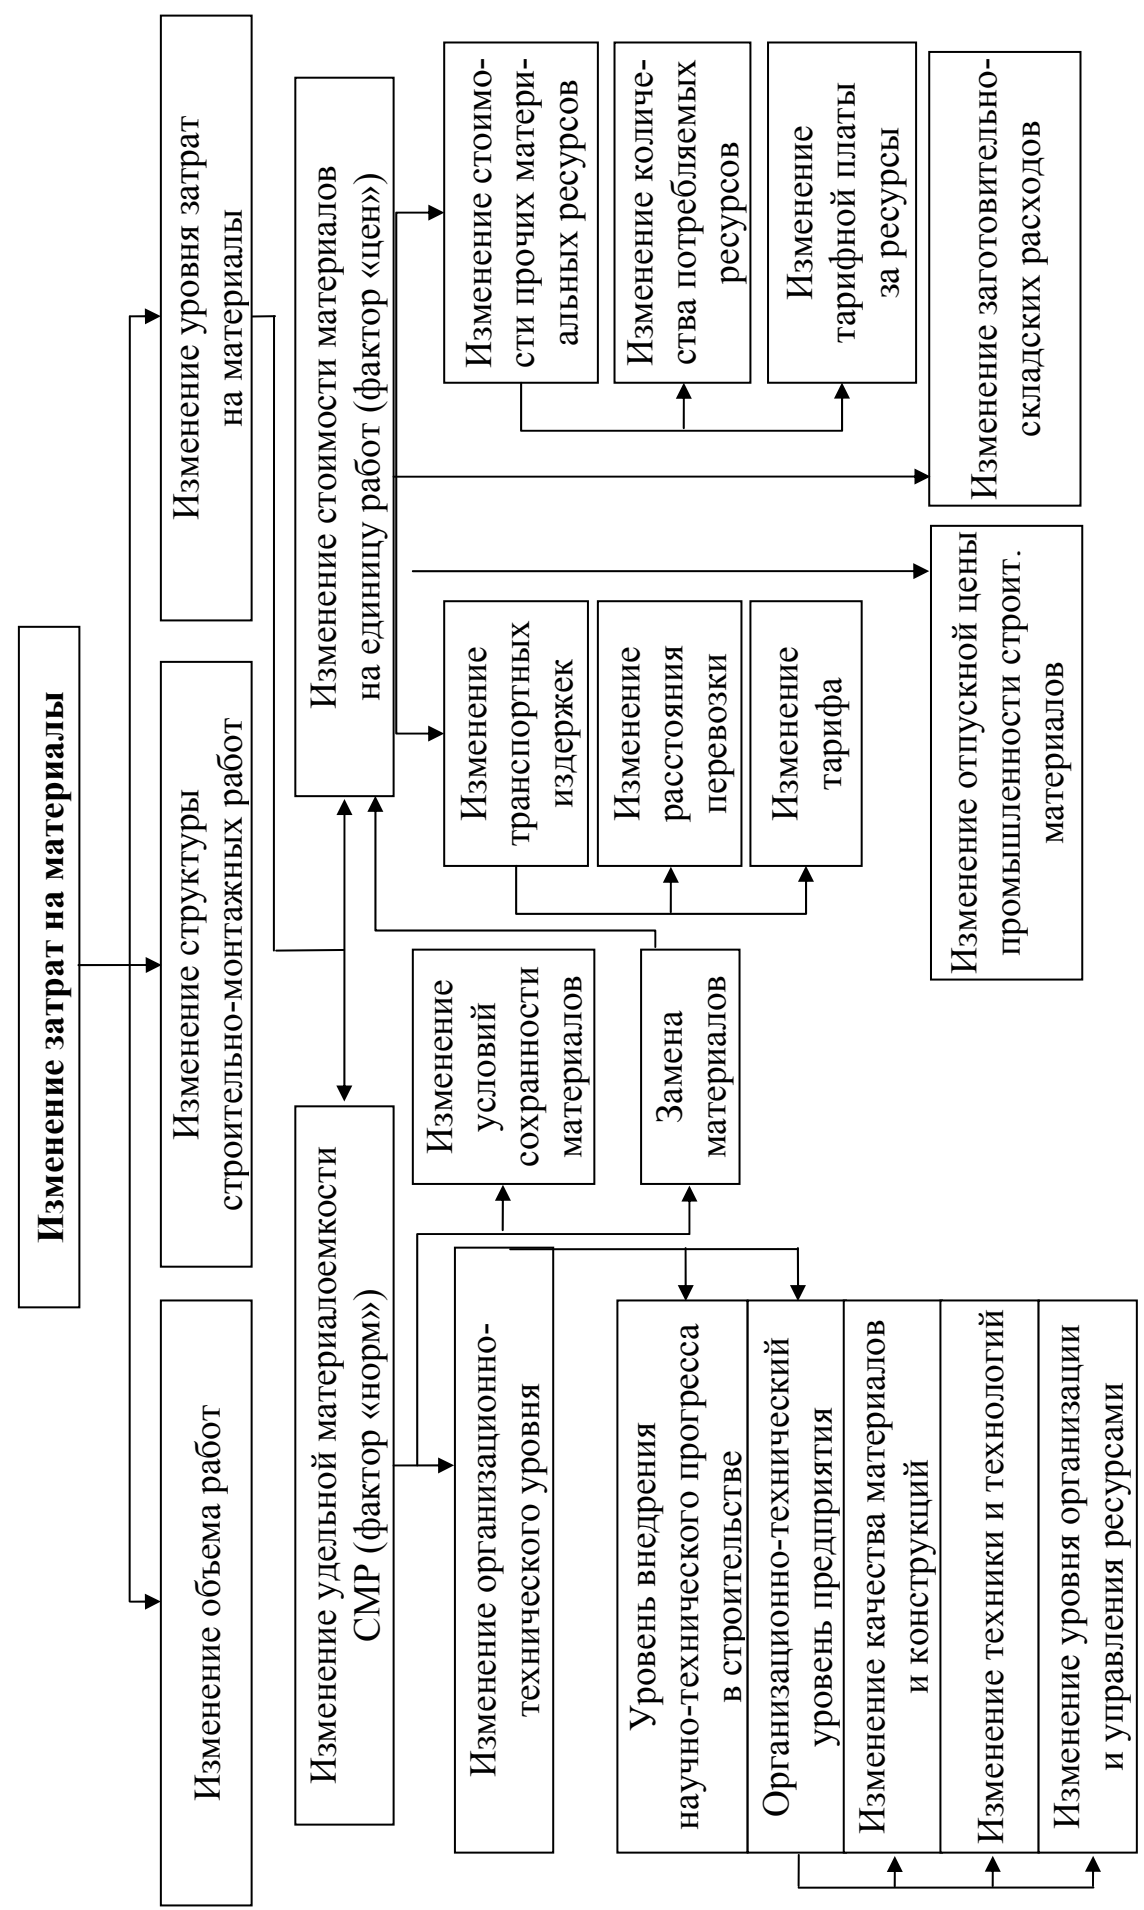 Изменение затрат на материалы
Изменение объема работ
Изменение структуры
строительно-монтажных работ
Изменение уровня затрат
на материалы
Изменение удельной материалоемкости
СМР (фактор «норм»)
Изменение стоимости материалов
на единицу работ (фактор «цен»)
Изменение организационно-
технического уровня
Изменение
условий
сохранности
материалов
Замена
материалов
Уровень внедрения
научно-технического прогресса
в строительстве
Организационно-технический
уровень предприятия
Изменение качества материалов
и конструкций
Изменение техники и технологий
Изменение уровня организации
и управления ресурсами
Изменение
транспортных
издержек
Изменение
расстояния
перевозки
Изменение
тарифа
Изменение стоимо-
сти прочих матери-
альных ресурсов
Изменение количе-
ства потребляемых
ресурсов
Изменение
тарифной платы
за ресурсы
Изменение отпускной цены
промышленности строит.
материалов
Изменение заготовительно-
складских расходов